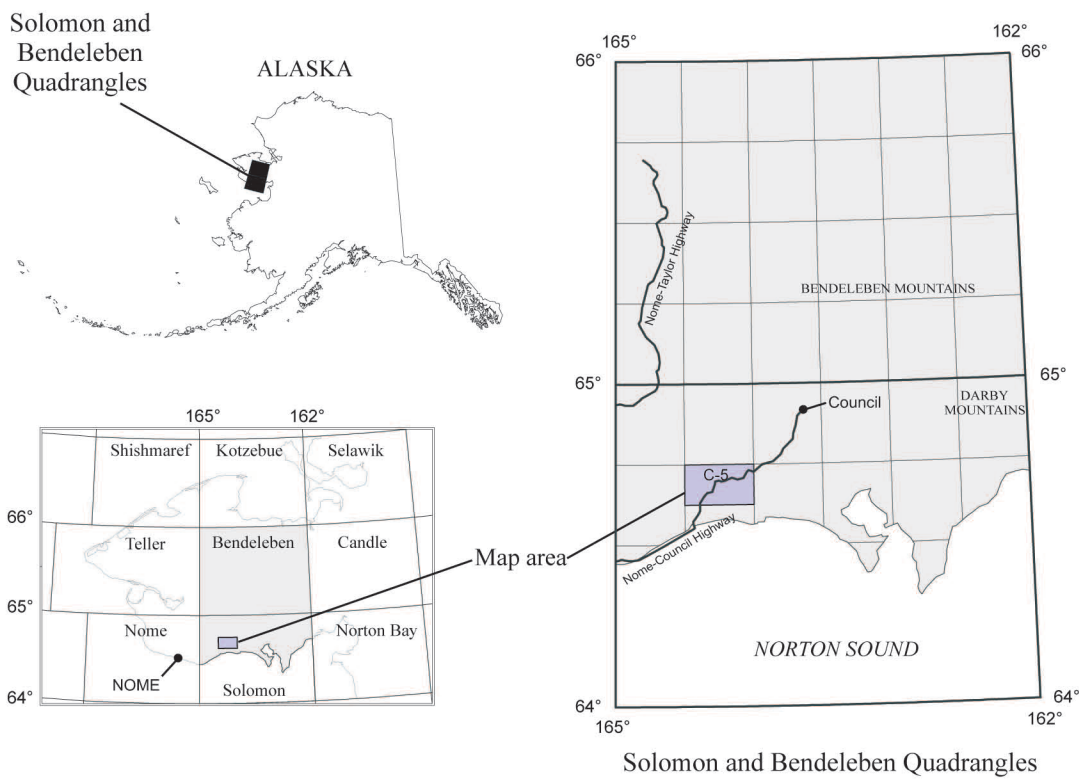 Solomon and
Bendeleben
Quadrangles
ALASKA
165° 162°
Shishmaref Kotzebue Selawik
66°
Teller Bendeleben Candle
65°
Nome Norton Bay
NOME
64° Solomon
Map area
165° 162°
66° 66°
Nome-Taylor Highway
BENDELEBEN MOUNTAINS
65° 65°
DARBY
MOUNTAINS
Council
C-5
Nome-Council Highway
NORTON SOUND
64° 64°
165° 162°
Solomon and Bendeleben Quadrangles